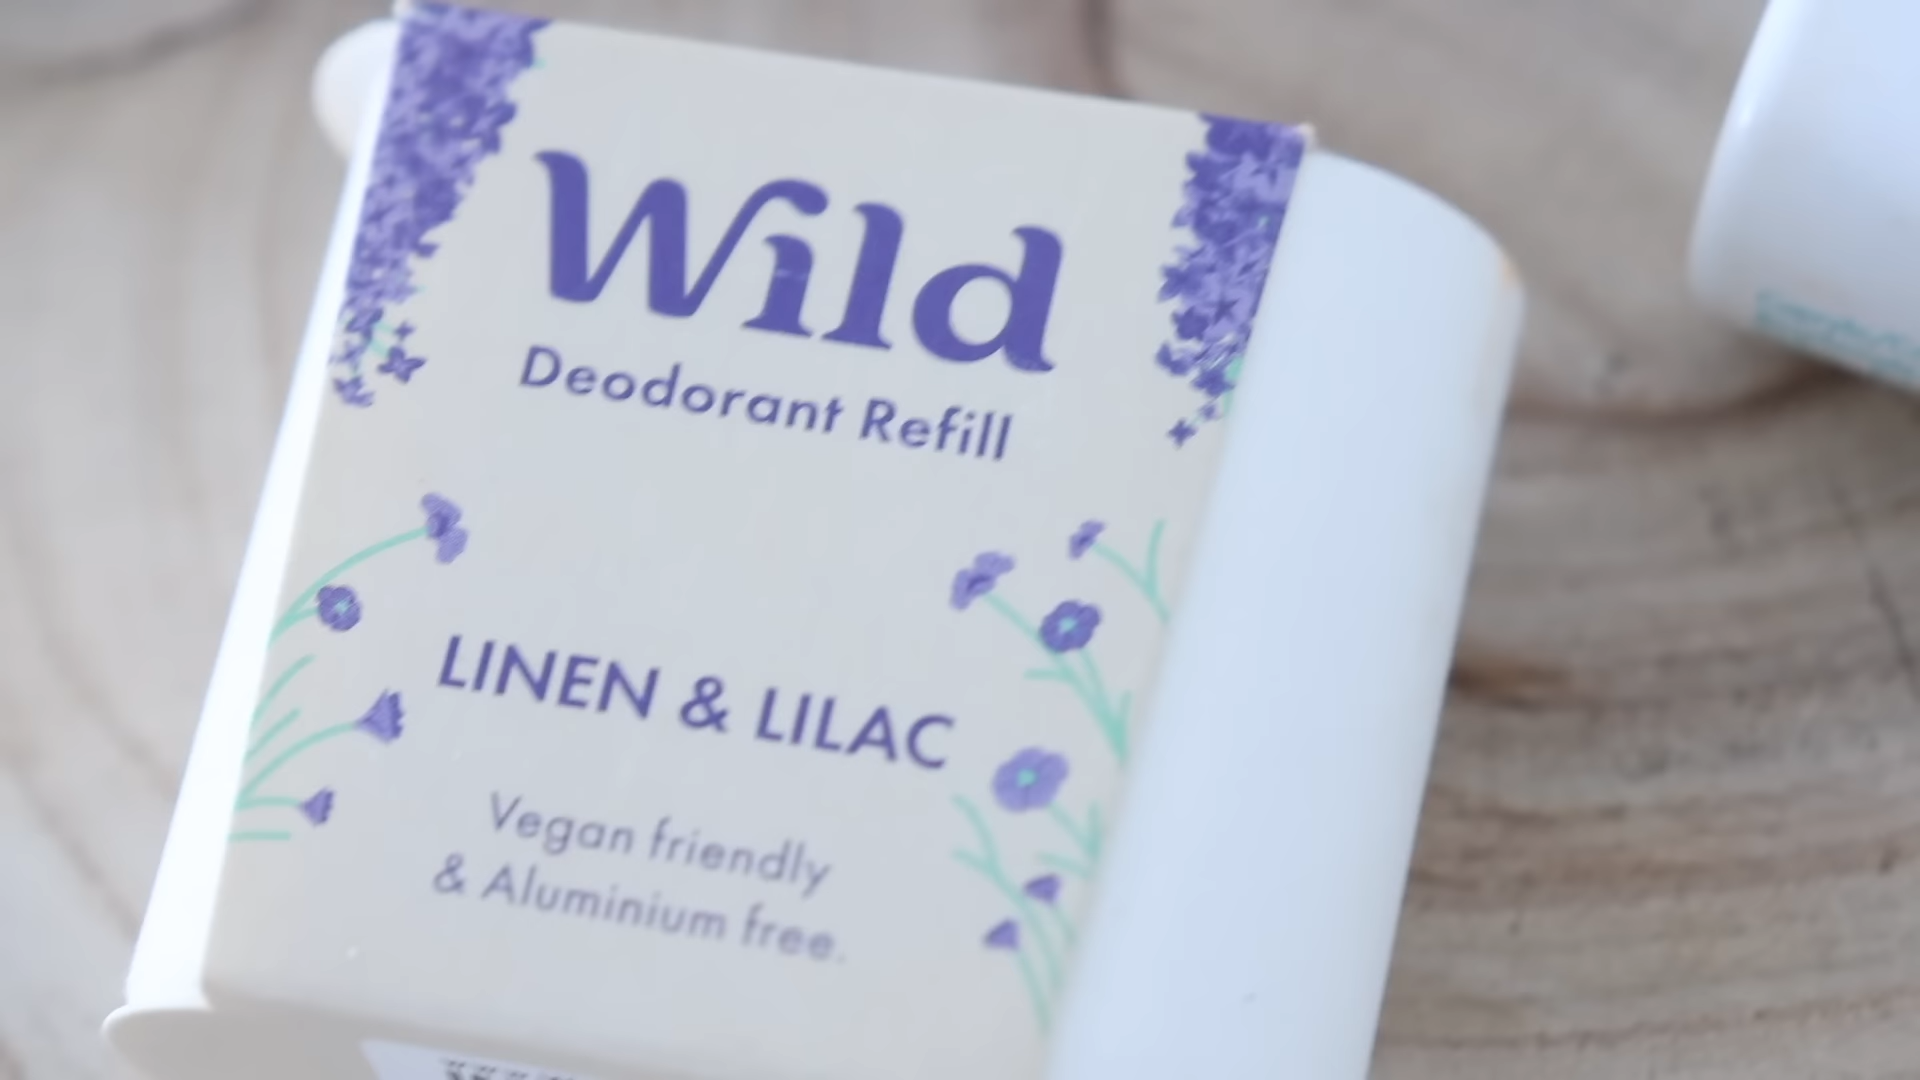 Wild
Deodorant Refill
LINEN & LILAC
Vegan friendly
& Aluminium free.